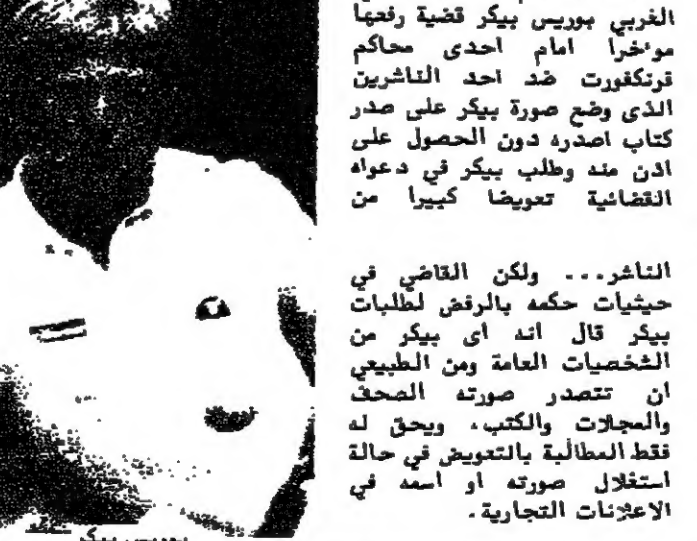 الغربي بوريس بيكر قضية رفعها
موءخرا امام احدى محاكم
فرنكفورت ضد احد الناشرين
الذى وضع صورة بيكر على صدر
كتاب اصدره دون الحصول على
اذن منه وطلب بيكر في دعواه
القضائية تعويضا كبيرا من
الناشر... ولكن القاضي في
حيثيات حكمه بالرفض لطلبات
بيكر قال انه اى بيكر من
الشخصيات العامة ومن الطبيعي
ان تتصدر صورته الصحف
والمجلات والكتب، ويحق له
فقط المطالبة بالتعويض في حالة
استغلال صورته او اسمه في
الاعلانات التجارية.
بوريس بيكر